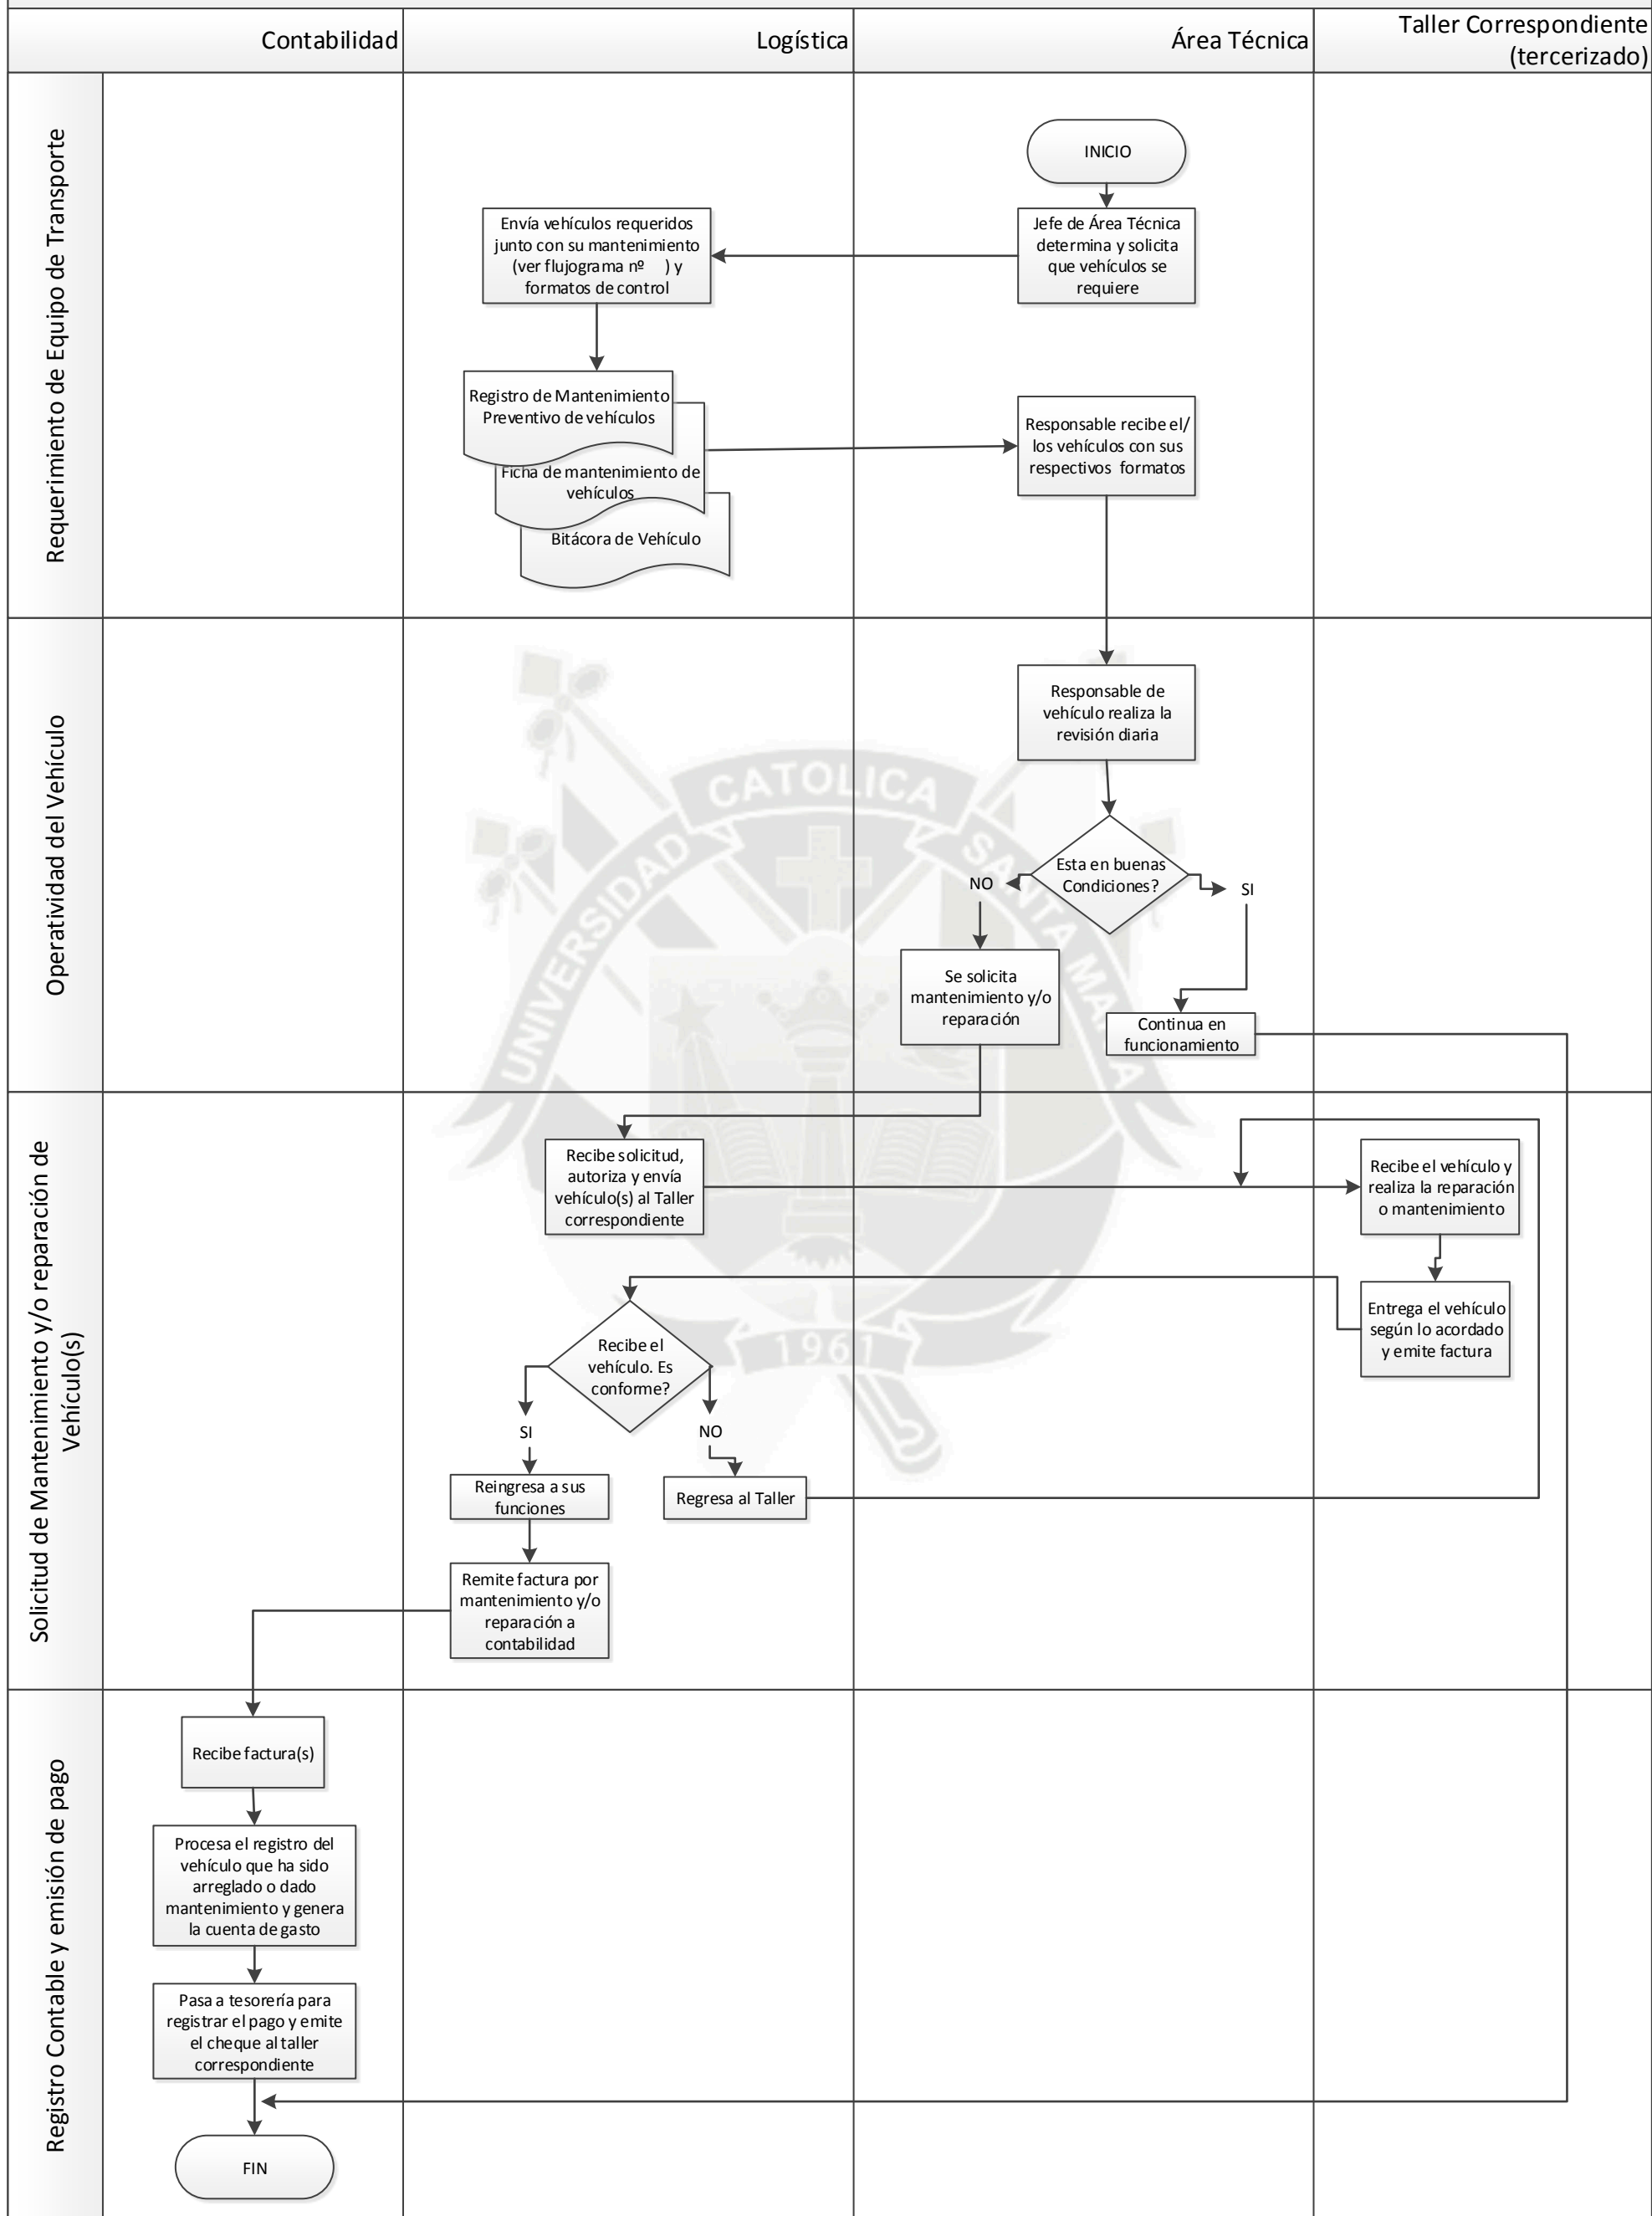 Contabilidad
Logística
Área Técnica
Taller Correspondiente
(tercerizado)
Requerimiento de Equipo de Transporte
INICIO
Jefe de Área Técnica
determina y solicita
que vehículos se
requiere
Envía vehículos requeridos
junto con su mantenimiento
(ver flujograma nº     ) y
formatos de control
Registro de Mantenimiento
Preventivo de vehículos
Ficha de mantenimiento de
vehículos
Bitácora de Vehículo
Responsable recibe el/
los vehículos con sus
respectivos formatos
Operatividad del Vehículo
Responsable de
vehículo realiza la
revisión diaria
Esta en buenas
Condiciones?
NO
SI
Se solicita
mantenimiento y/o
reparación
Continua en
funcionamiento
Solicitud de Mantenimiento y/o reparación de
Vehículo(s)
Recibe solicitud,
autoriza y envía
vehículo(s) al Taller
correspondiente
Recibe el vehículo y
realiza la reparación
o mantenimiento
Entrega el vehículo
según lo acordado
y emite factura
Recibe el
vehículo. Es
conforme?
SI
NO
Reingresa a sus
funciones
Regresa al Taller
Remite factura por
mantenimiento y/o
reparación a
contabilidad
Registro Contable y emisión de pago
Recibe factura(s)
Procesa el registro del
vehículo que ha sido
arreglado o dado
mantenimiento y genera
la cuenta de gasto
Pasa a tesorería para
registrar el pago y emite
el cheque al taller
correspondiente
FIN
UNIVERSIDAD CATOLICA SANTA MARIA
1961